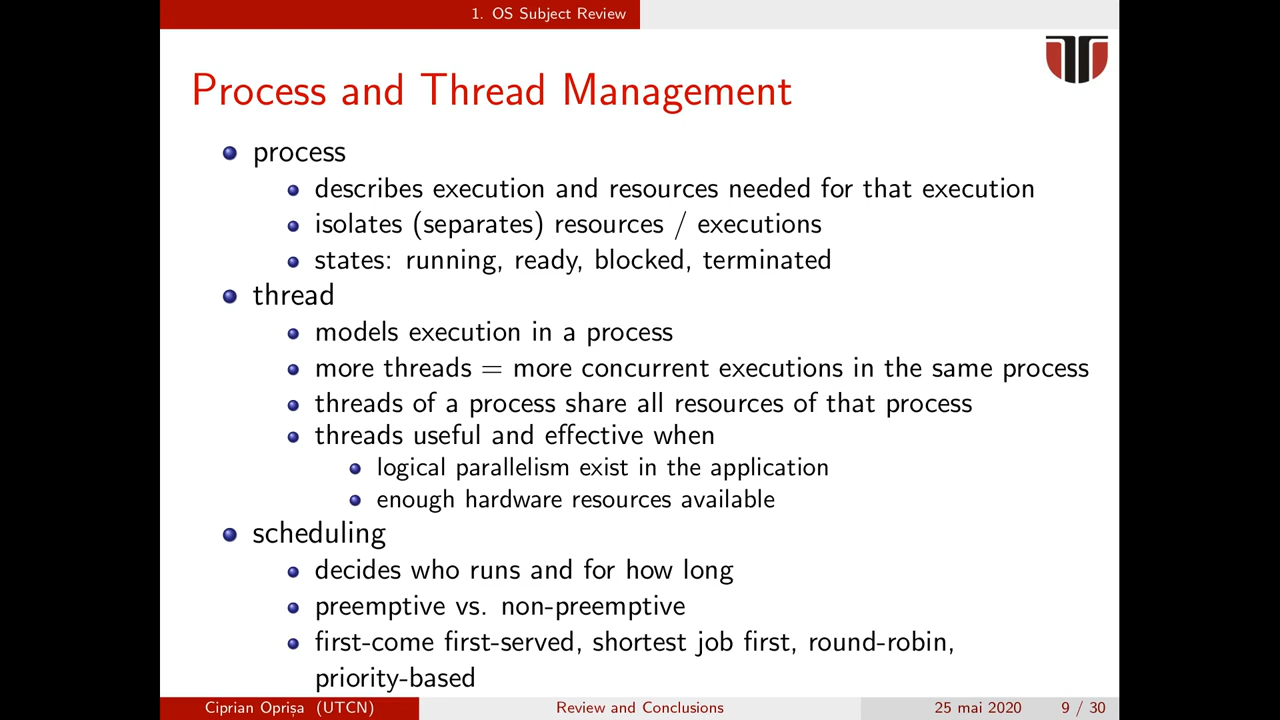 1. OS Subject Review
Process and Thread Management
process
describes execution and resources needed for that execution
isolates (separates) resources / executions
states: running, ready, blocked, terminated
thread
models execution in a process
more threads = more concurrent executions in the same process
threads of a process share all resources of that process
threads useful and effective when
logical parallelism exist in the application
enough hardware resources available
scheduling
decides who runs and for how long
preemptive vs. non-preemptive
first-come first-served, shortest job first, round-robin,
priority-based
Ciprian Oprișa (UTCN) Review and Conclusions 25 mai 2020 9 / 30